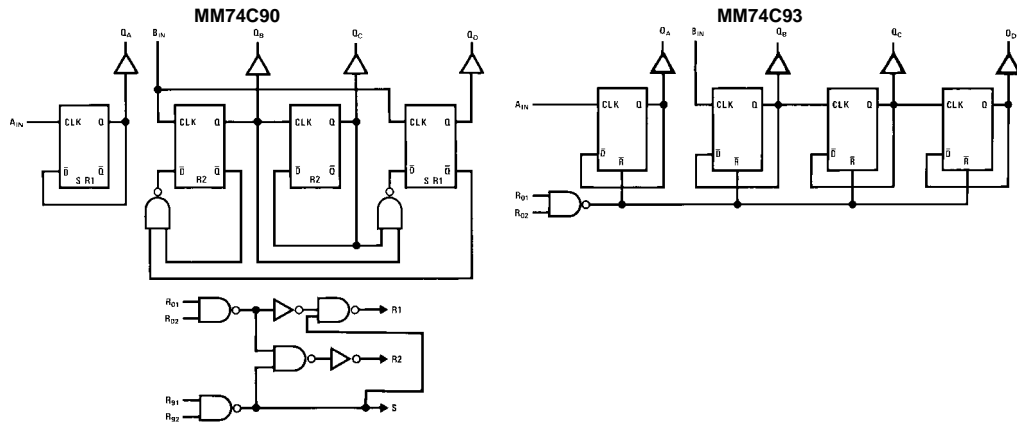 MM74C90
Q_A B_IN Q_B Q_C Q_D
A_IN CLK Q
D̄ Q̄
S R1
CLK Q
D̄ Q̄
R2
CLK Q
D̄ Q̄
R2
CLK Q
D̄ Q̄
S R1
R_01
R_02
R1
R2
R_91
R_92
S
MM74C93
Q_A B_IN Q_B Q_C Q_D
A_IN CLK Q
D̄
R̄
CLK Q
D̄
R̄
CLK Q
D̄
R̄
CLK Q
D̄
R̄
R_01
R_02